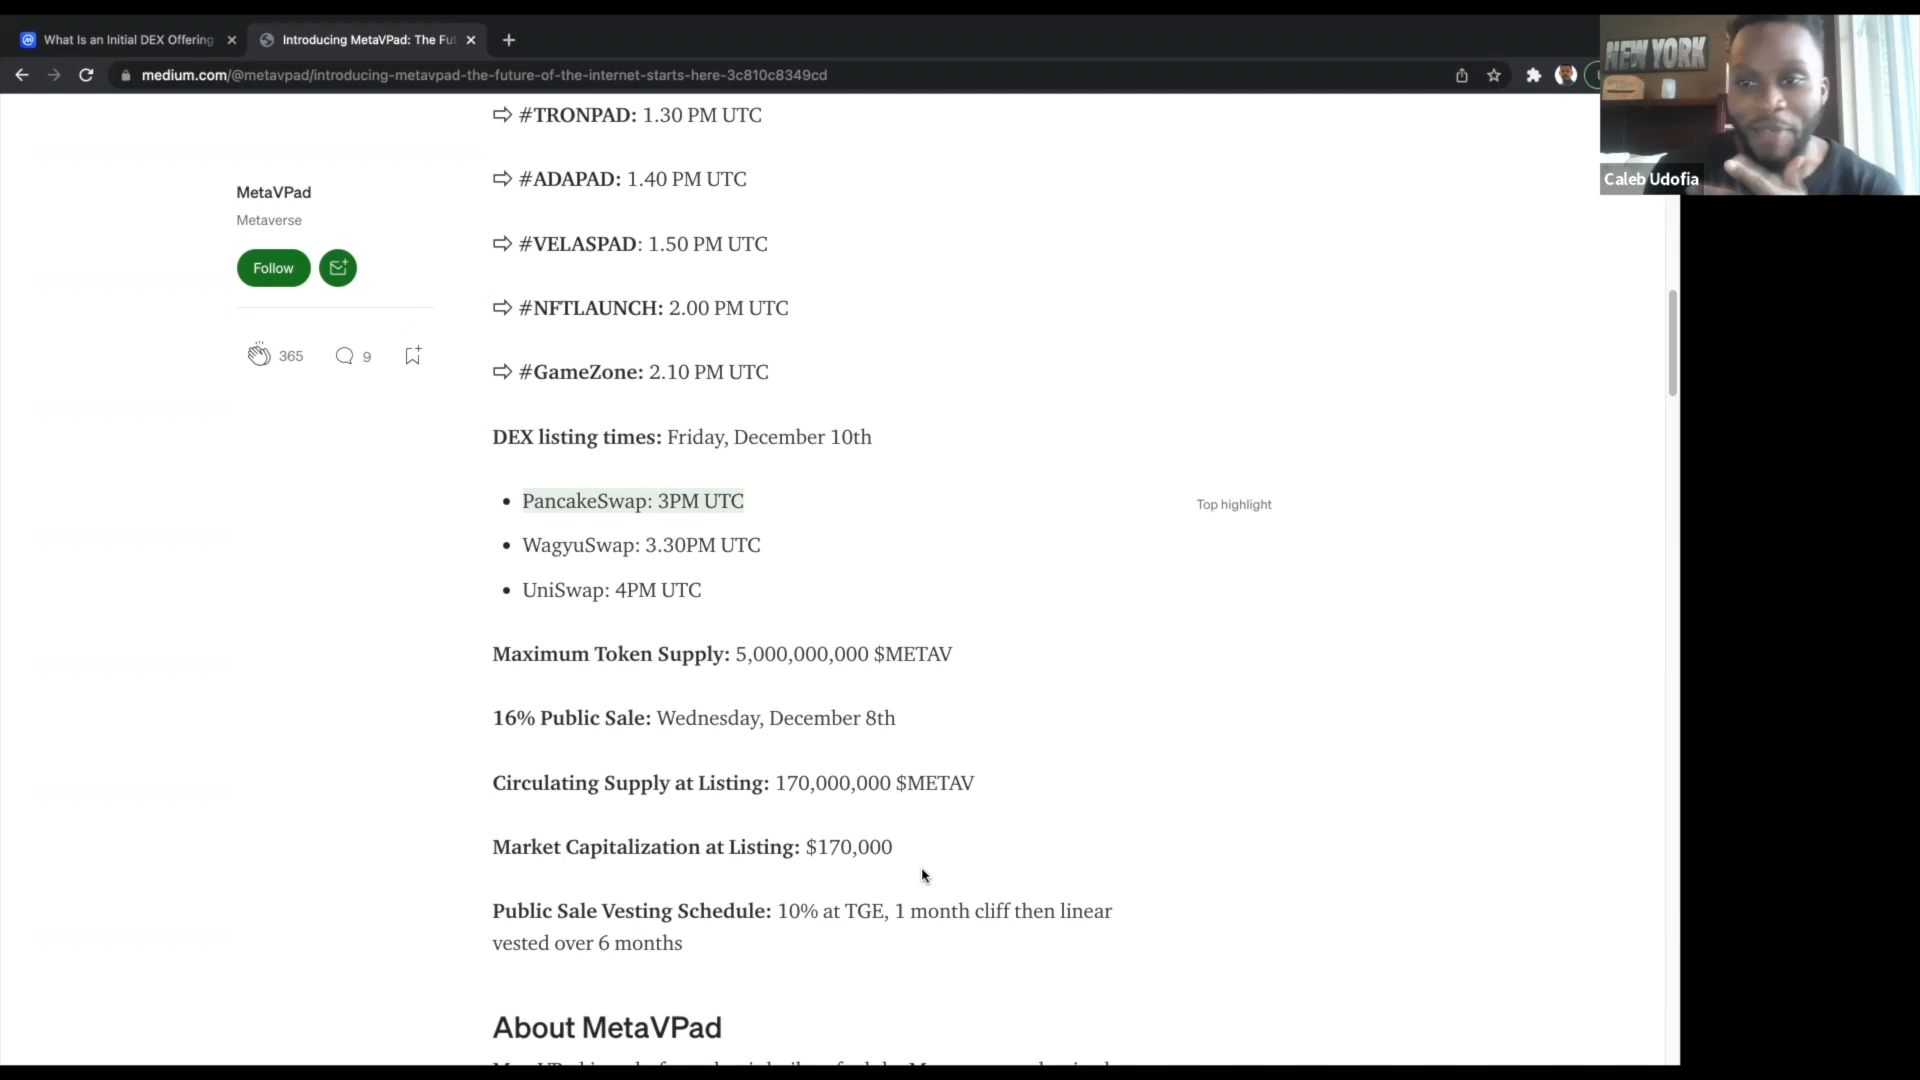 What Is an Initial DEX Offering
Introducing MetaVPad: The Fut
medium.com/@metavpad/introducing-metavpad-the-future-of-the-internet-starts-here-3c810c8349cd
NEW YORK
Caleb Udofia
MetaVPad
Metaverse
Follow
365
9
⇨ #TRONPAD: 1.30 PM UTC
⇨ #ADAPAD: 1.40 PM UTC
⇨ #VELASPAD: 1.50 PM UTC
⇨ #NFTLAUNCH: 2.00 PM UTC
⇨ #GameZone: 2.10 PM UTC
DEX listing times: Friday, December 10th
• PancakeSwap: 3PM UTC
Top highlight
• WagyuSwap: 3.30PM UTC
• UniSwap: 4PM UTC
Maximum Token Supply: 5,000,000,000 $METAV
16% Public Sale: Wednesday, December 8th
Circulating Supply at Listing: 170,000,000 $METAV
Market Capitalization at Listing: $170,000
Public Sale Vesting Schedule: 10% at TGE, 1 month cliff then linear
vested over 6 months
About MetaVPad